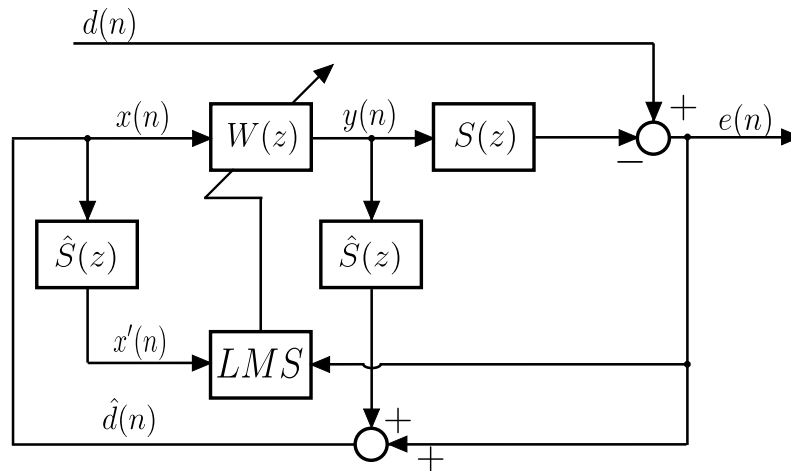 d(n)
x(n)
W(z)
y(n)
S(z)
+
−
e(n)
Ŝ(z)
Ŝ(z)
x′(n)
LMS
d̂(n)
+
+